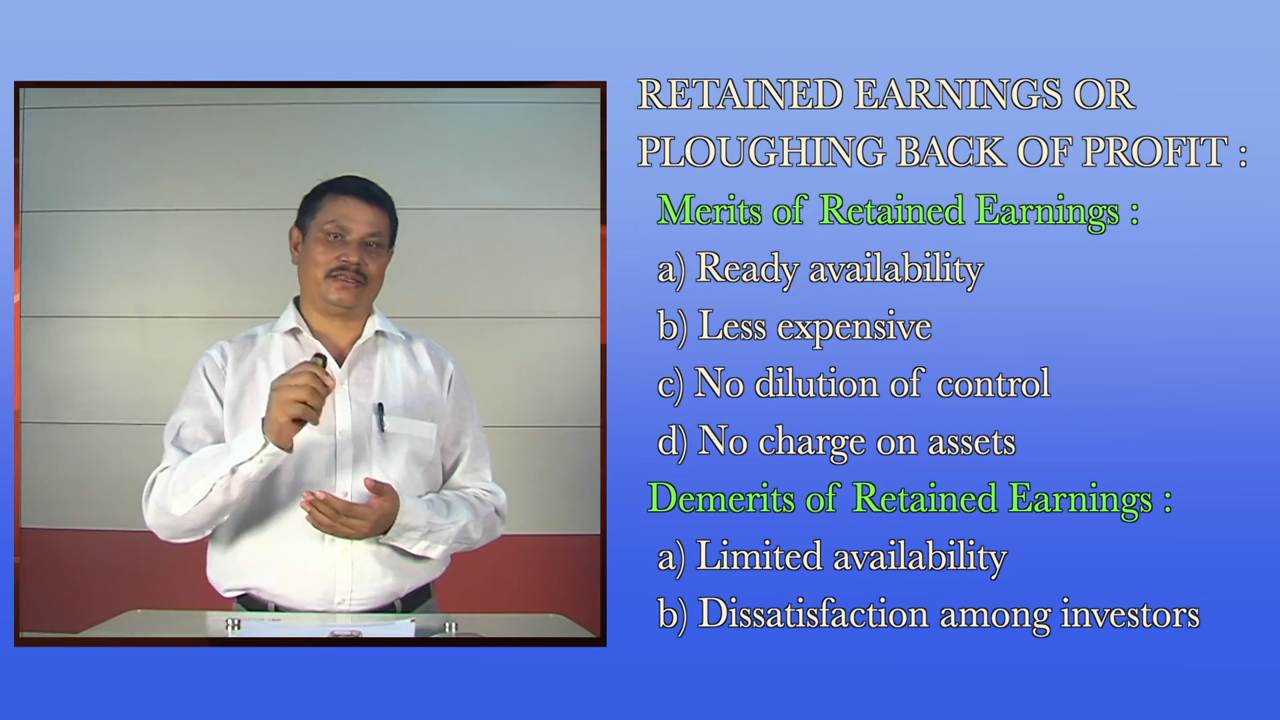 RETAINED EARNINGS OR
PLOUGHING BACK OF PROFIT :
Merits of Retained Earnings :
a) Ready availability
b) Less expensive
c) No dilution of control
d) No charge on assets
Demerits of Retained Earnings :
a) Limited availability
b) Dissatisfaction among investors